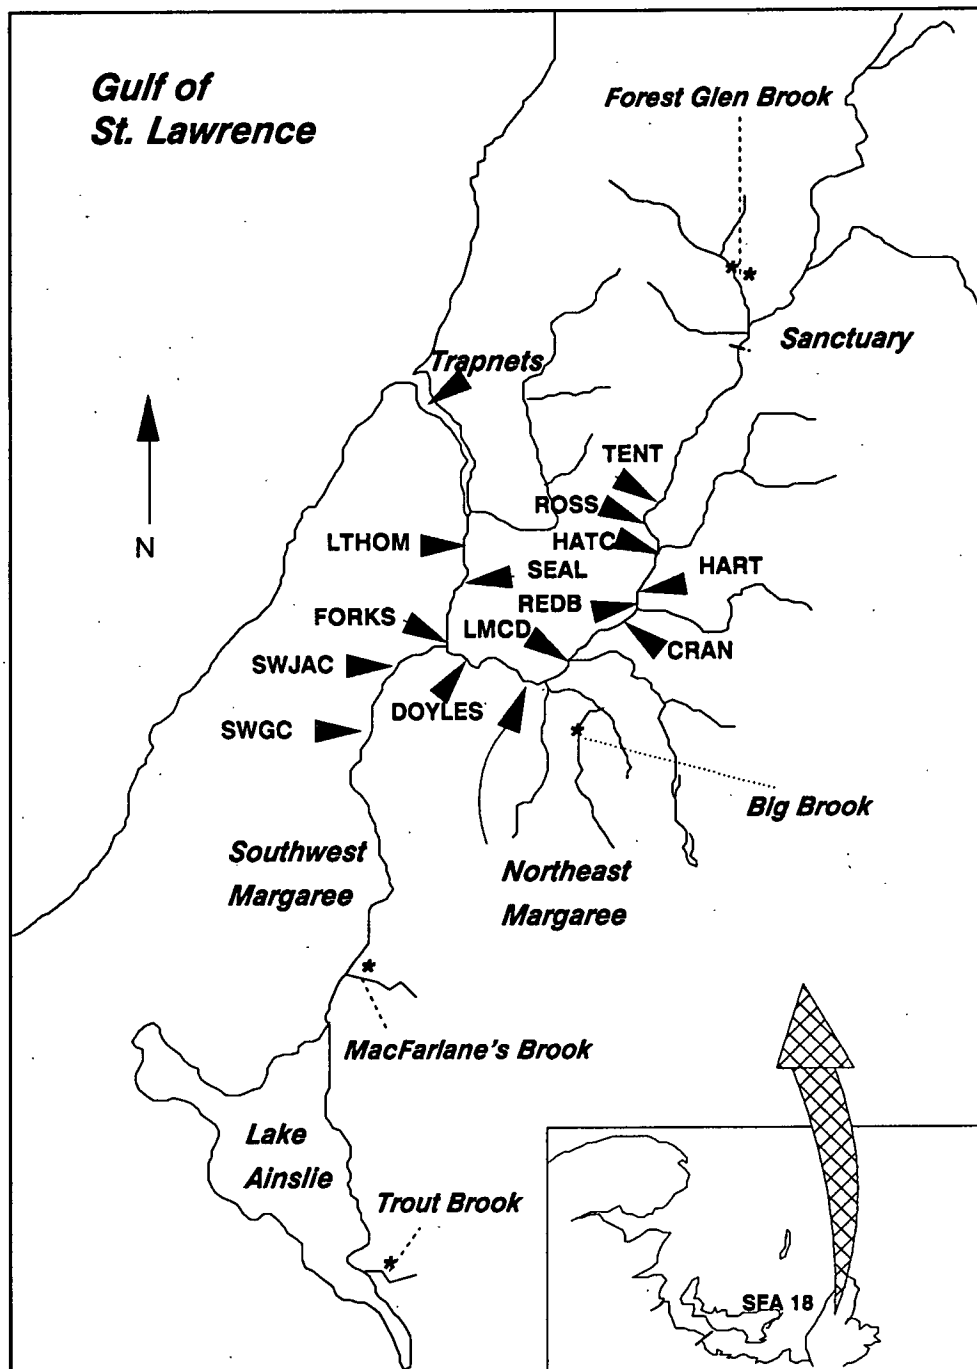 Gulf of
St. Lawrence
Forest Glen Brook
*
*
Sanctuary
Trapnets
TENT
ROSS
LTHOM
HATC
SEAL
HART
REDB
FORKS
LMCD
CRAN
SWJAC
DOYLES
SWGC
*
N
Big Brook
Southwest
Margaree
Northeast
Margaree
*
MacFarlane's Brook
Lake
Ainslie
Trout Brook
*
SFA 18